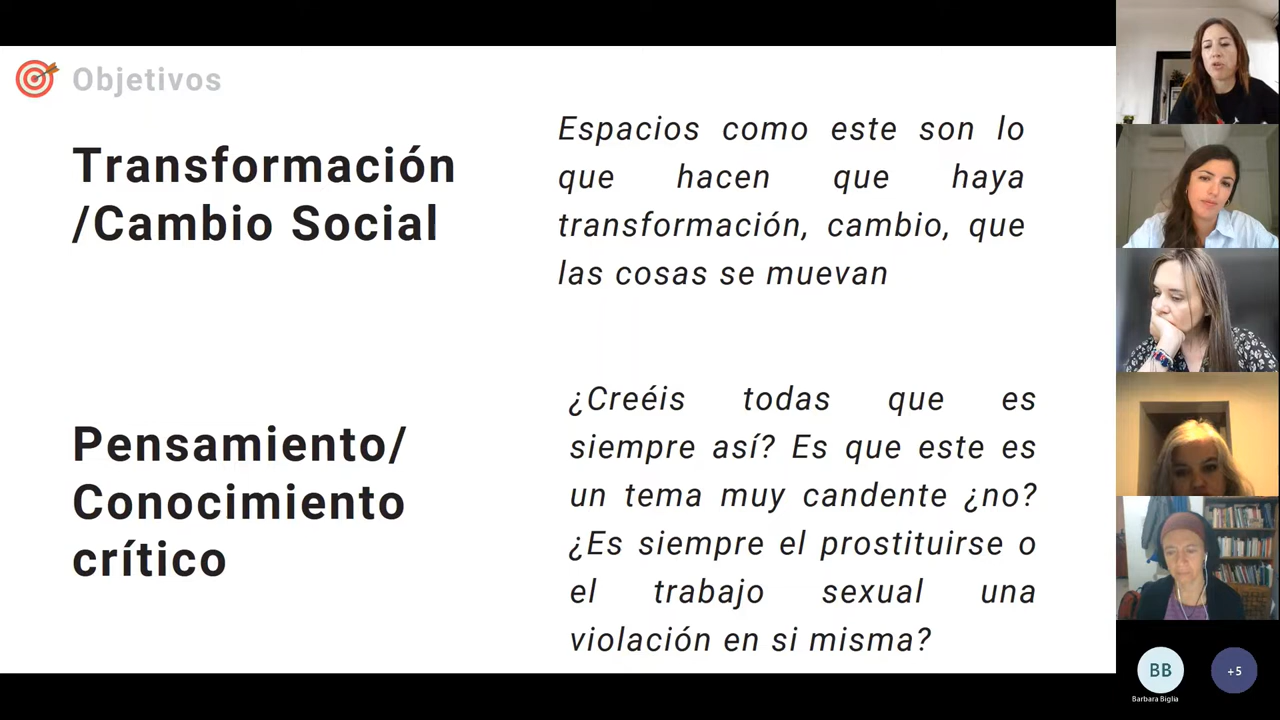 Objetivos
Transformación
/Cambio Social
Espacios como este son lo
que hacen que haya
transformación, cambio, que
las cosas se muevan
Pensamiento/
Conocimiento
crítico
¿Creéis todas que es
siempre así? Es que este es
un tema muy candente ¿no?
¿Es siempre el prostituirse o
el trabajo sexual una
violación en si misma?
BB
Barbara Biglia
+5